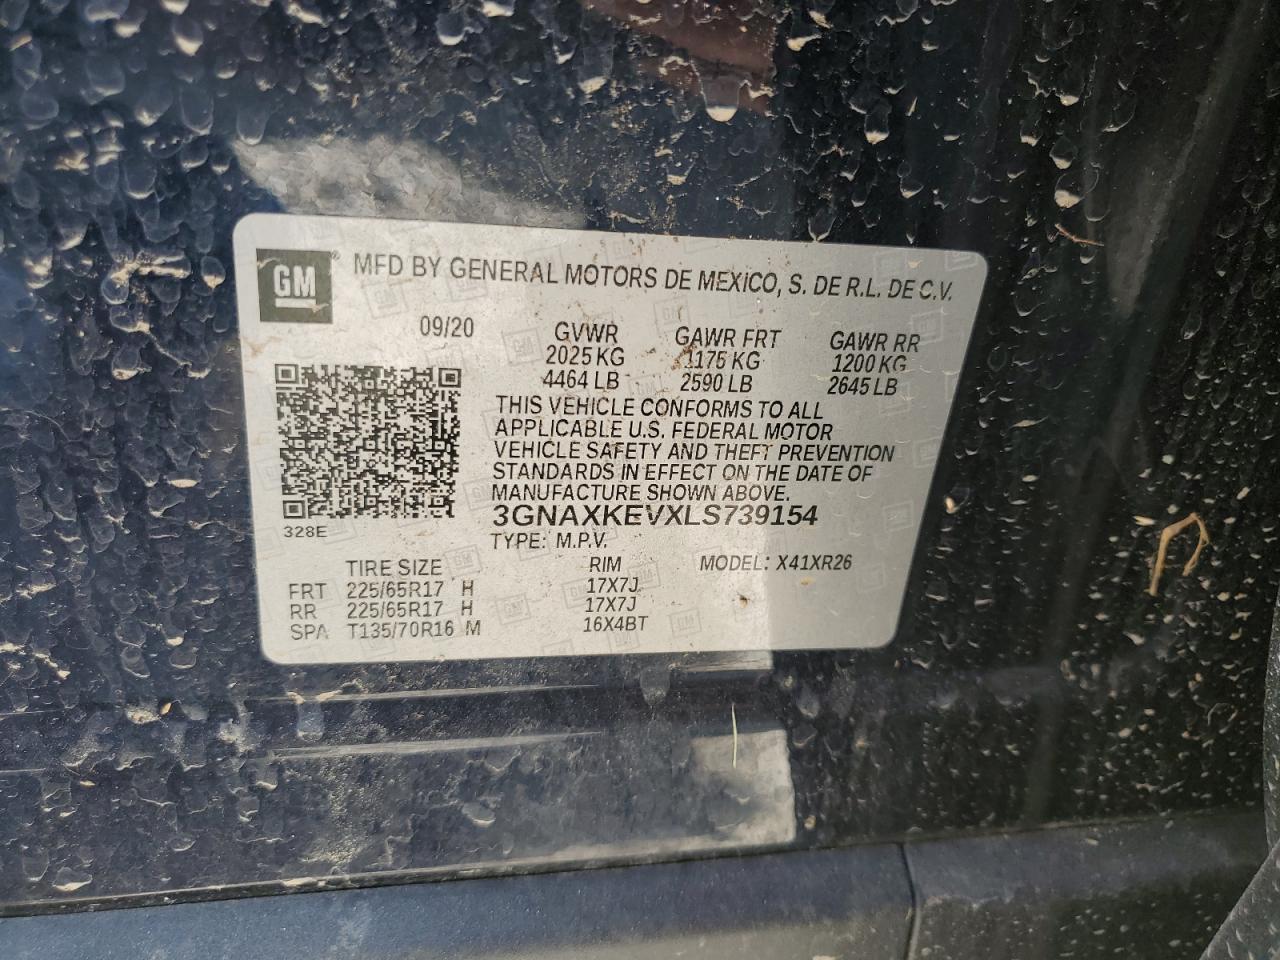 GM ® MFD BY GENERAL MOTORS DE MEXICO, S. DE R.L. DE C.V.
09/20 GVWR GAWR FRT GAWR RR
2025 KG 1175 KG 1200 KG
4464 LB 2590 LB 2645 LB
THIS VEHICLE CONFORMS TO ALL
APPLICABLE U.S. FEDERAL MOTOR
VEHICLE SAFETY AND THEFT PREVENTION
STANDARDS IN EFFECT ON THE DATE OF
MANUFACTURE SHOWN ABOVE.
3GNAXKEVXLS739154
328E
TYPE: M.P.V.
TIRE SIZE RIM MODEL: X41XR26
FRT 225/65R17 H 17X7J
RR 225/65R17 H 17X7J
SPA T135/70R16 M 16X4BT